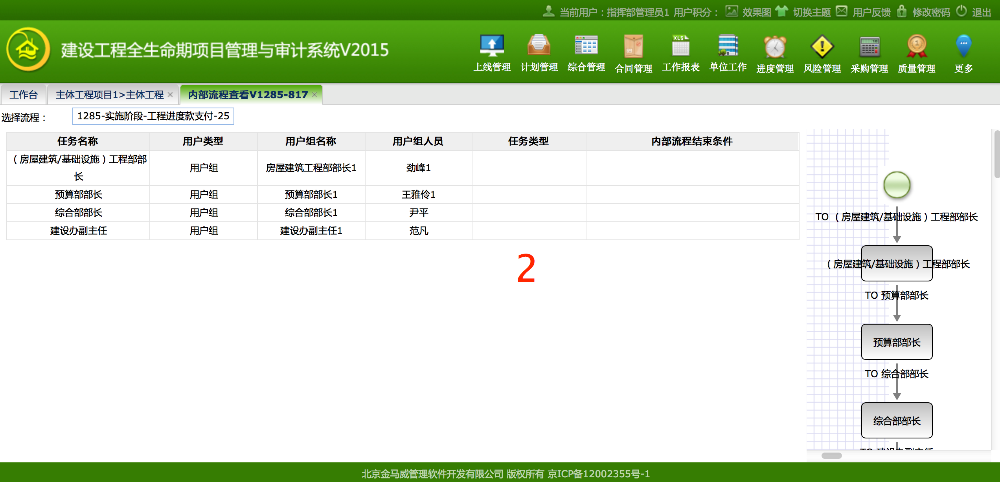 当前用户：指挥部管理员1 用户积分： 效果图 切换主题 用户反馈 修改密码 退出
建设工程全生命期项目管理与审计系统V2015
上线管理 计划管理 综合管理 合同管理 工作报表 单位工作 进度管理 风险管理 采购管理 质量管理 更多
工作台 主体工程项目1>主体工程 内部流程查看V1285-817
选择流程： 1285-实施阶段-工程进度款支付-25
任务名称 用户类型 用户组名称 用户组人员 任务类型 内部流程结束条件
（房屋建筑/基础设施）工程部部
长 用户组 房屋建筑工程部部长1 劲峰1
预算部部长 用户组 预算部部长1 王雅伶1
综合部部长 用户组 综合部部长1 尹平
建设办副主任 用户组 建设办副主任1 范凡
2
TO （房屋建筑/基础设施）工程部部长
（房屋建筑/基础设施）工程部部长
TO 预算部部长
预算部部长
TO 综合部部长
综合部部长
TO 建设办副主任
北京金马威管理软件开发有限公司 版权所有 京ICP备12002355号-1